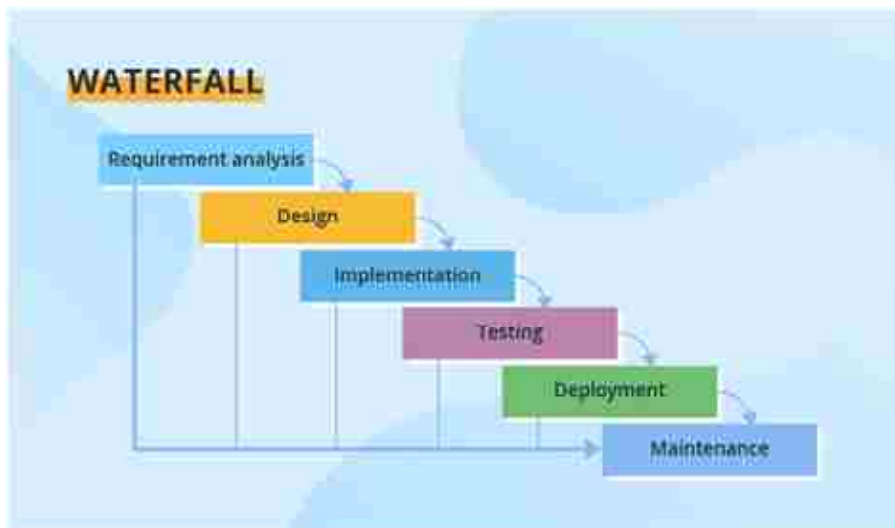 WATERFALL
Requirement analysis
Design
Implementation
Testing
Deployment
Maintenance